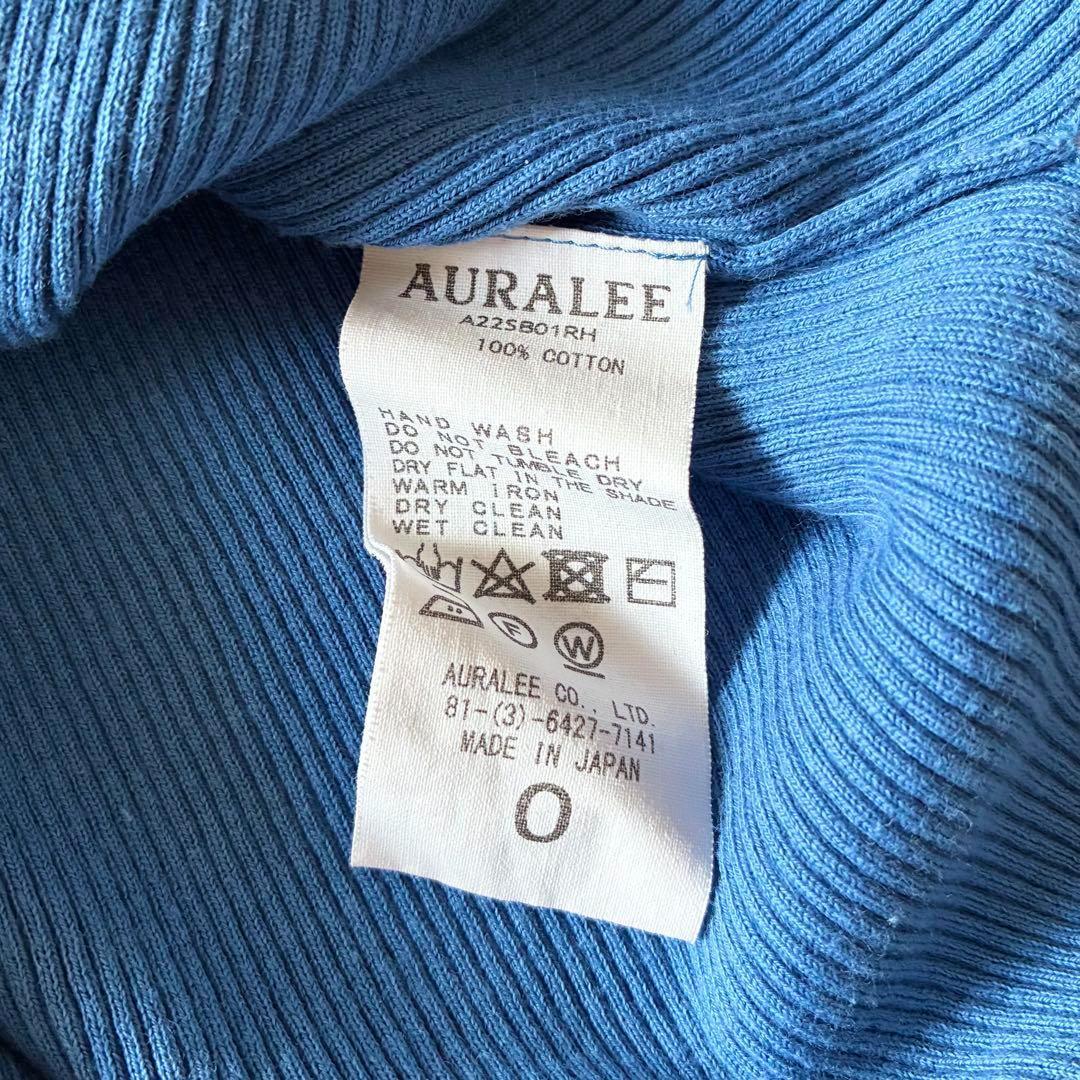 AURALEE
A22SB01RH
100% COTTON
HAND WASH
DO NOT BLEACH
DO NOT TUMBLE DRY
DRY FLAT IN THE SHADE
WARM IRON
DRY CLEAN
WET CLEAN
F W
AURALEE CO., LTD.
81-(3)-6427-7141
MADE IN JAPAN
0